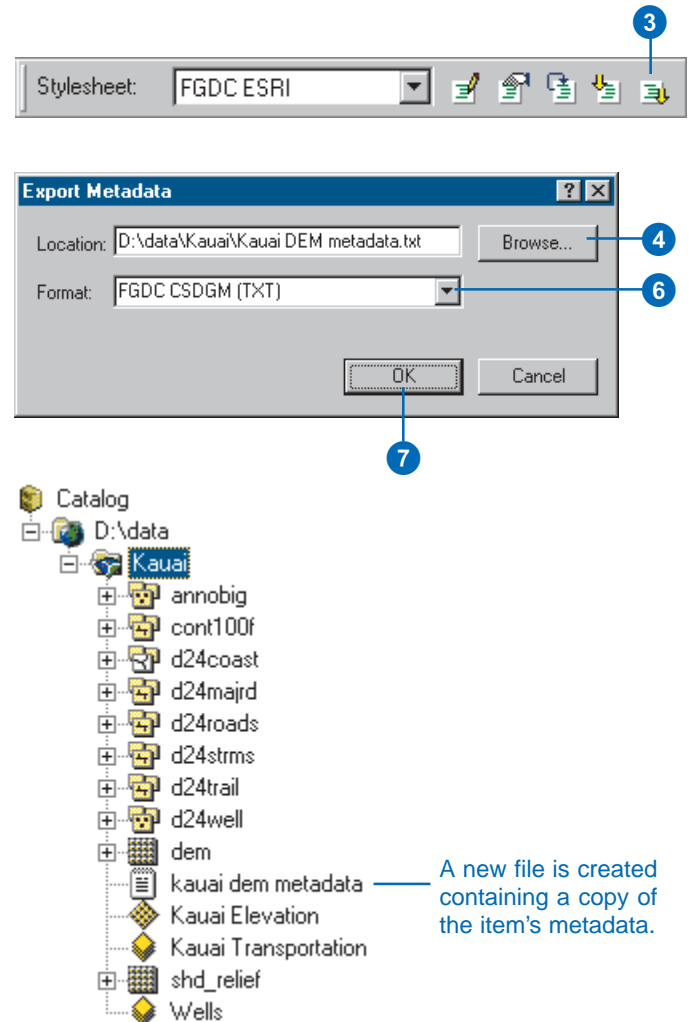 3
Stylesheet: FGDC ESRI
Export Metadata
Location: D:\data\Kauai\Kauai DEM metadata.txt Browse... 4
Format: FGDC CSDGM (TXT) 6
OK Cancel
7
Catalog
D:\data
Kauai
annobig
cont100f
d24coast
d24majrd
d24roads
d24strms
d24trail
d24well
dem
kauai dem metadata
Kauai Elevation
Kauai Transportation
shd_relief
Wells
A new file is created
containing a copy of
the item's metadata.